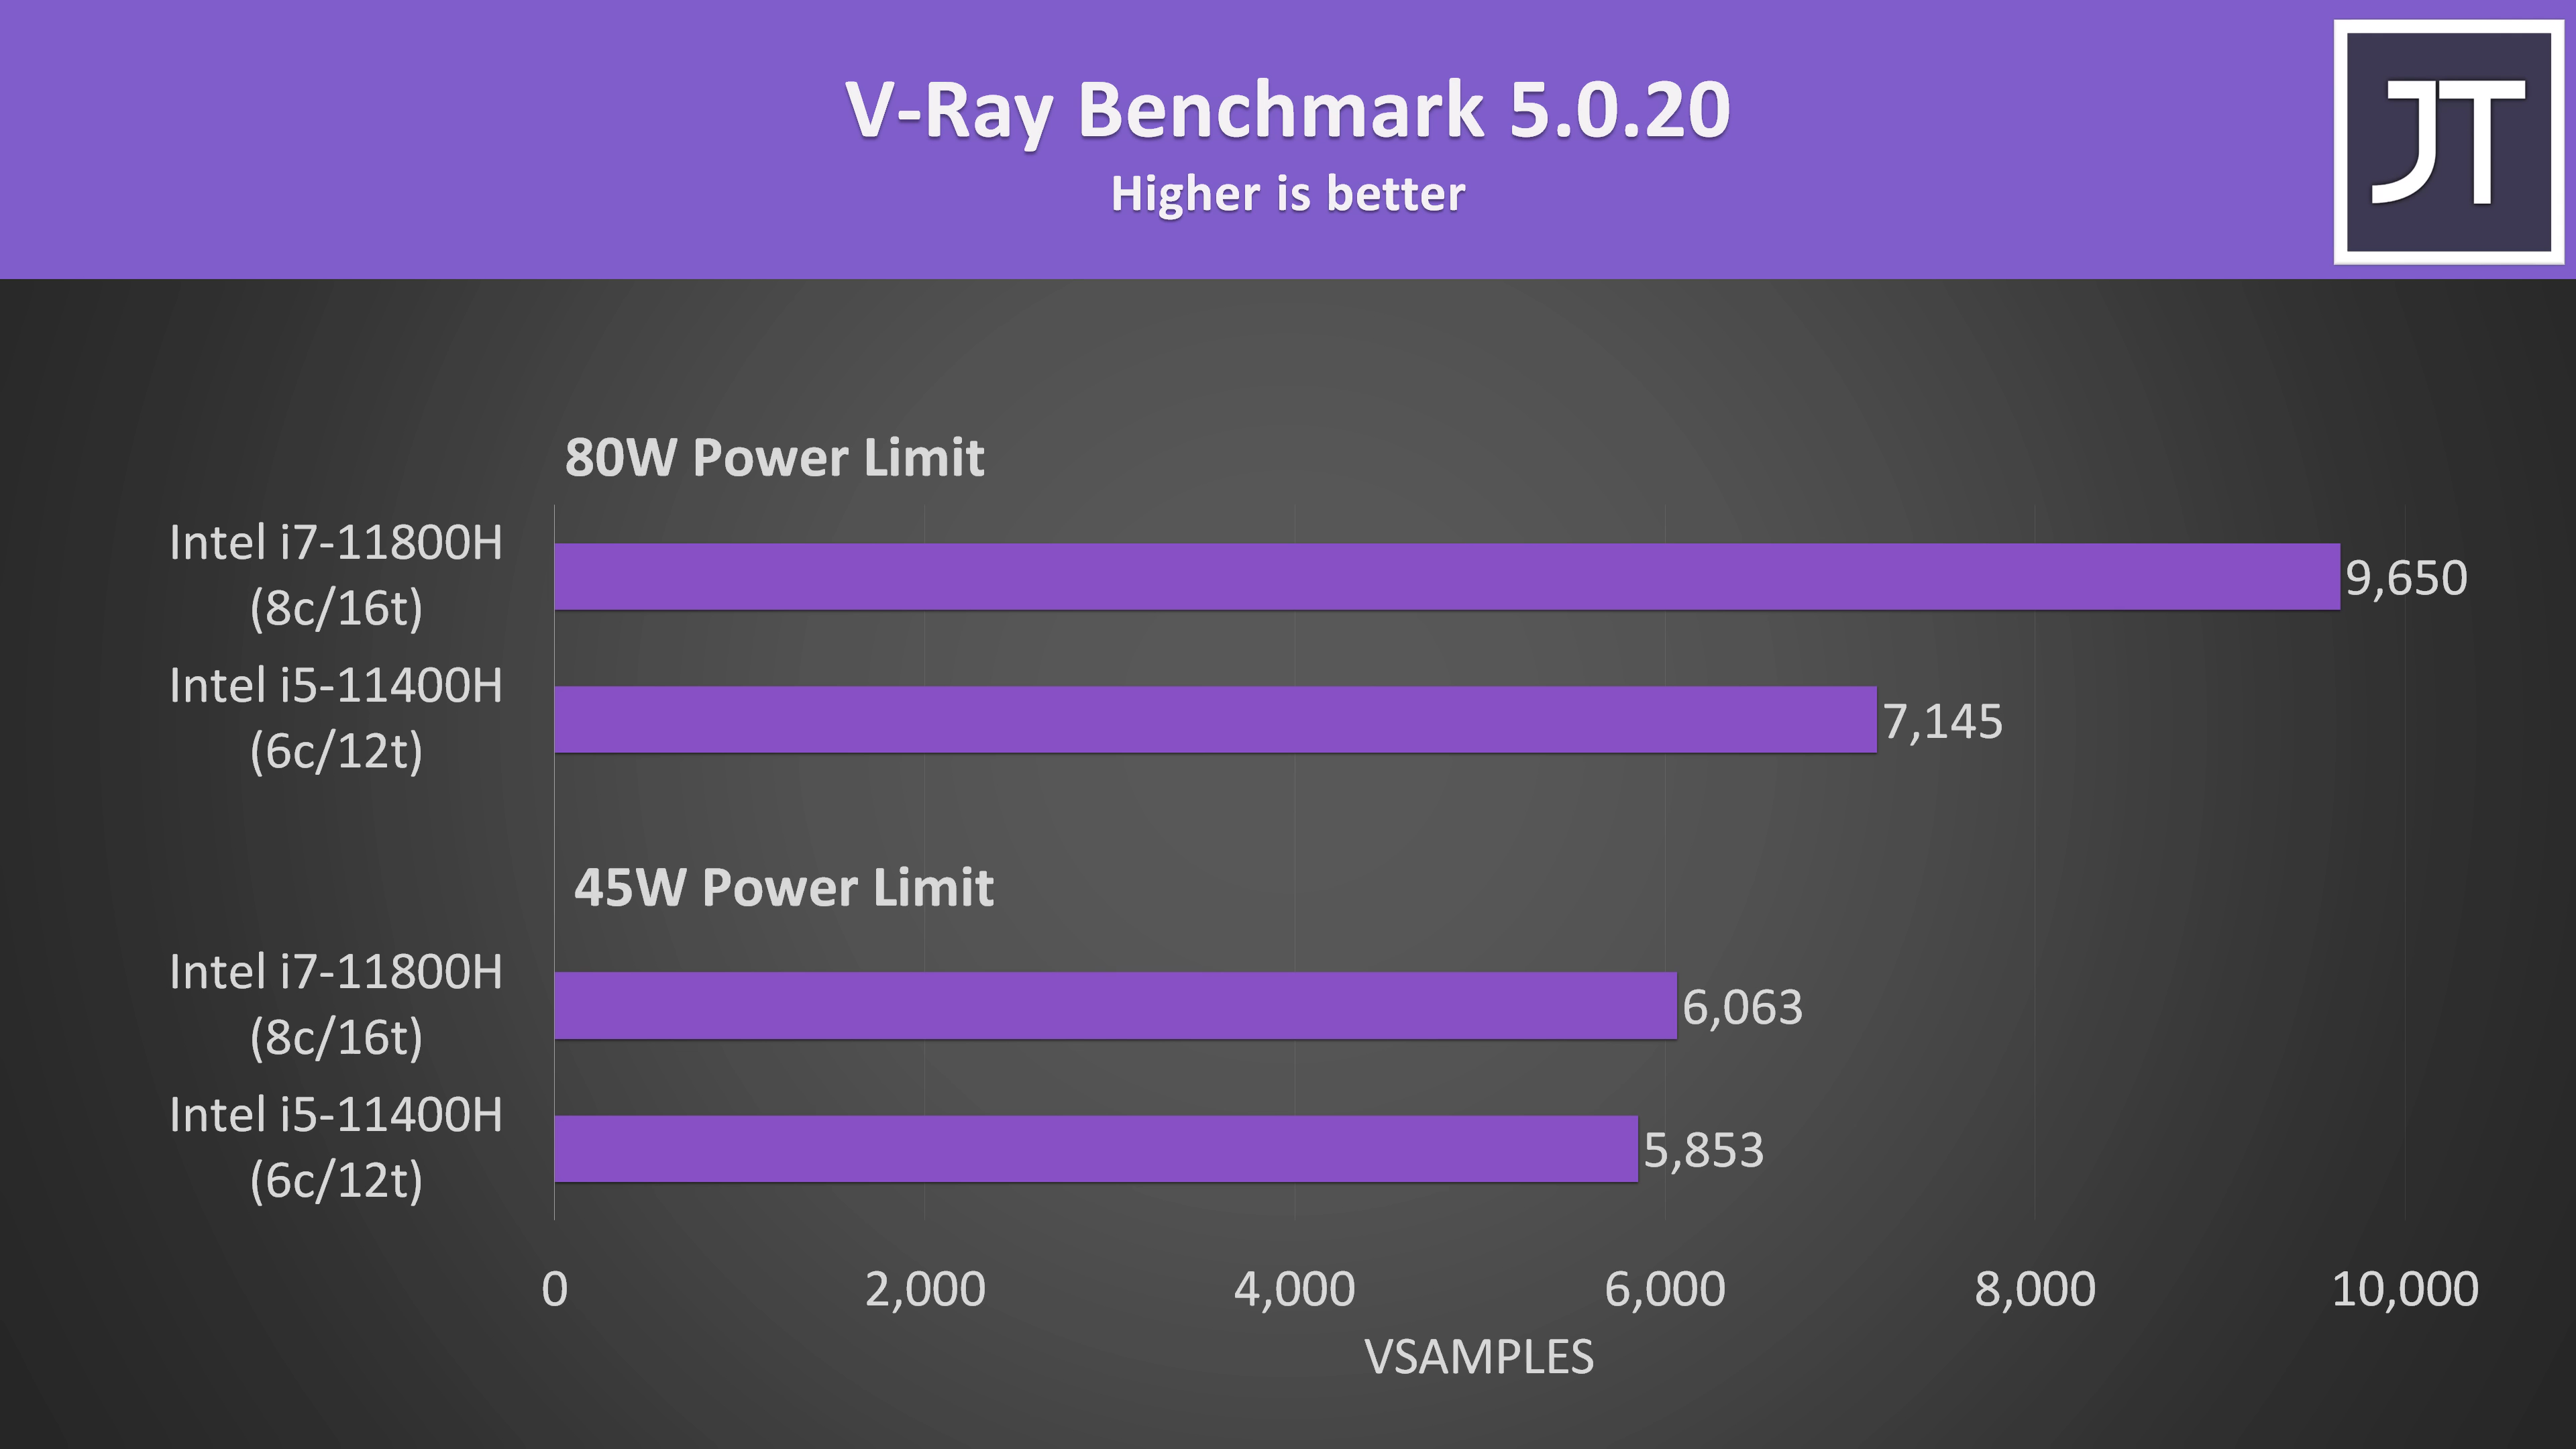 V-Ray Benchmark 5.0.20
Higher is better
JT
80W Power Limit
Intel i7-11800H
(8c/16t)
9,650
Intel i5-11400H
(6c/12t)
7,145
45W Power Limit
Intel i7-11800H
(8c/16t)
6,063
Intel i5-11400H
(6c/12t)
5,853
0 2,000 4,000 6,000 8,000 10,000
VSAMPLES